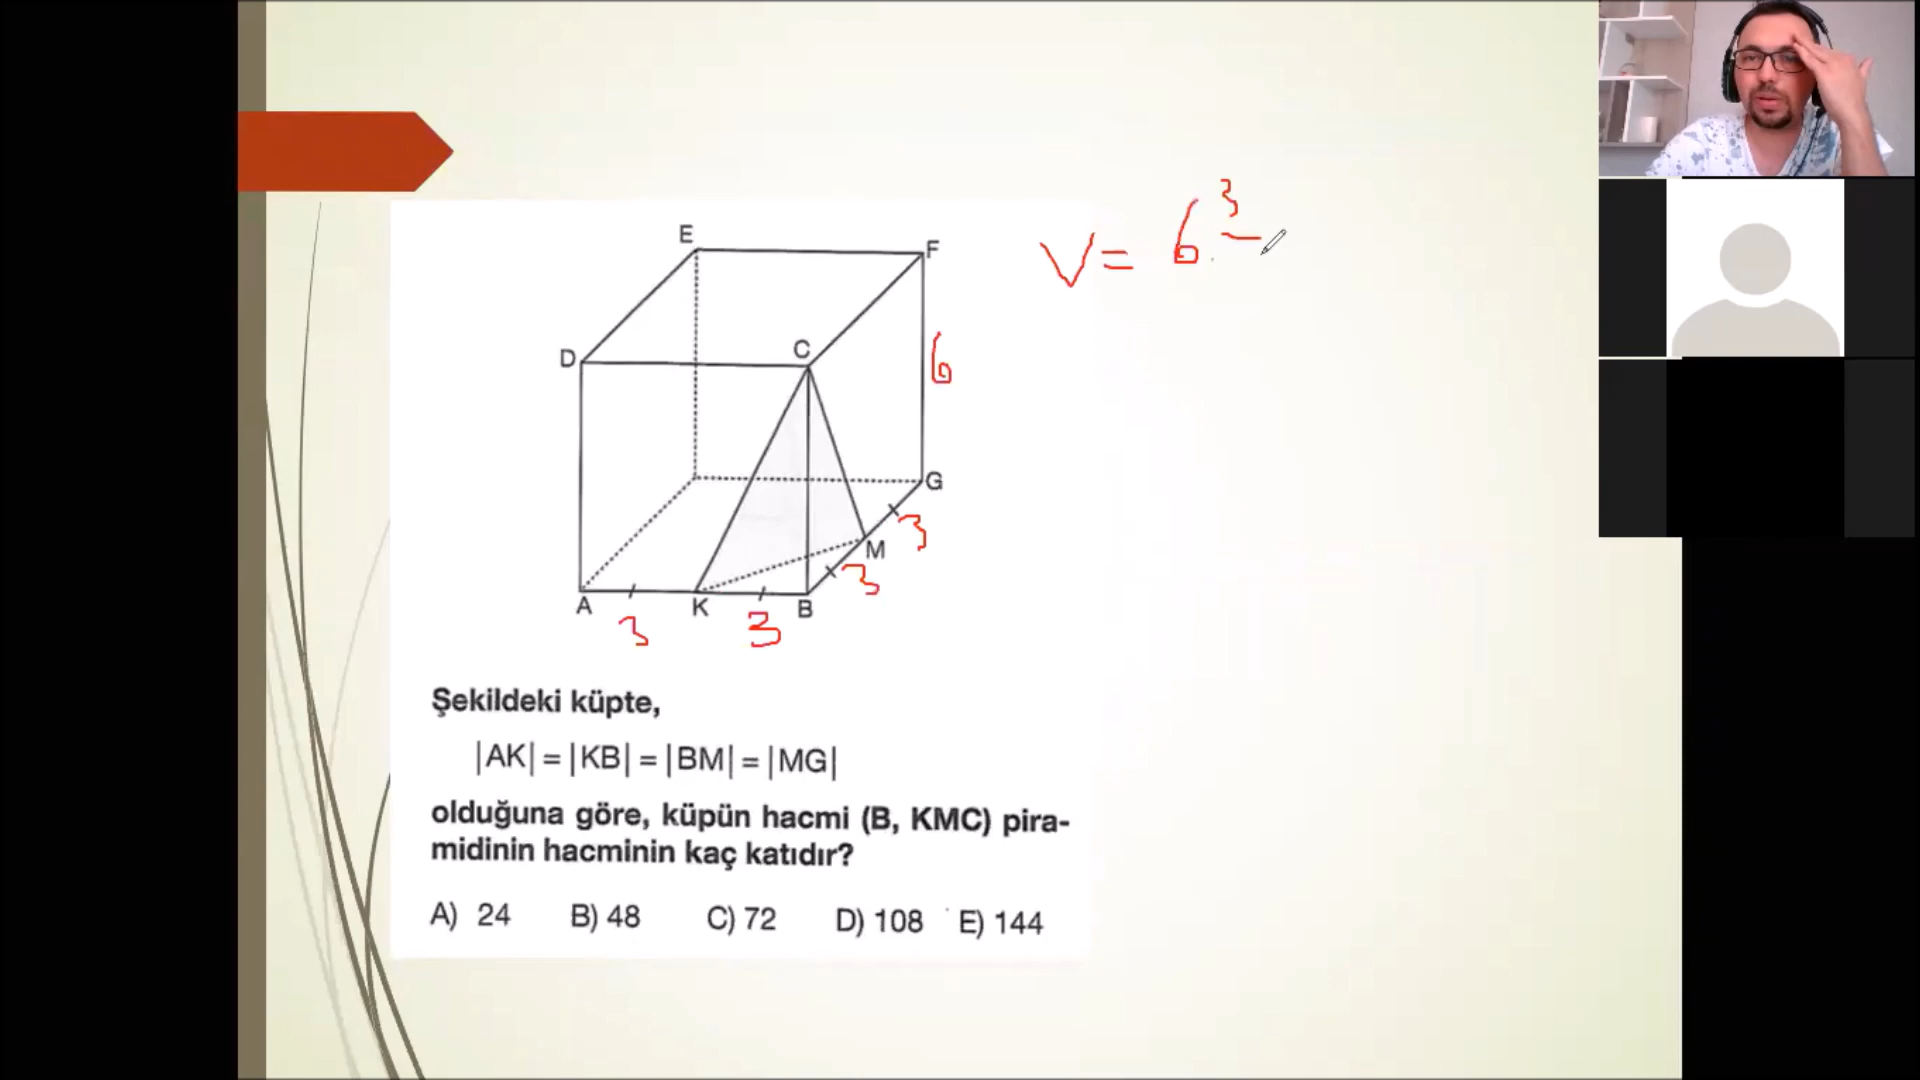 E
F
V = 6³ -
D
C
6
G
3
M
3
A
K
B
3
3
Şekildeki küpte,
|AK| = |KB| = |BM| = |MG|
olduğuna göre, küpün hacmi (B, KMC) pira-
midinin hacminin kaç katıdır?
A) 24 B) 48 C) 72 D) 108 E) 144